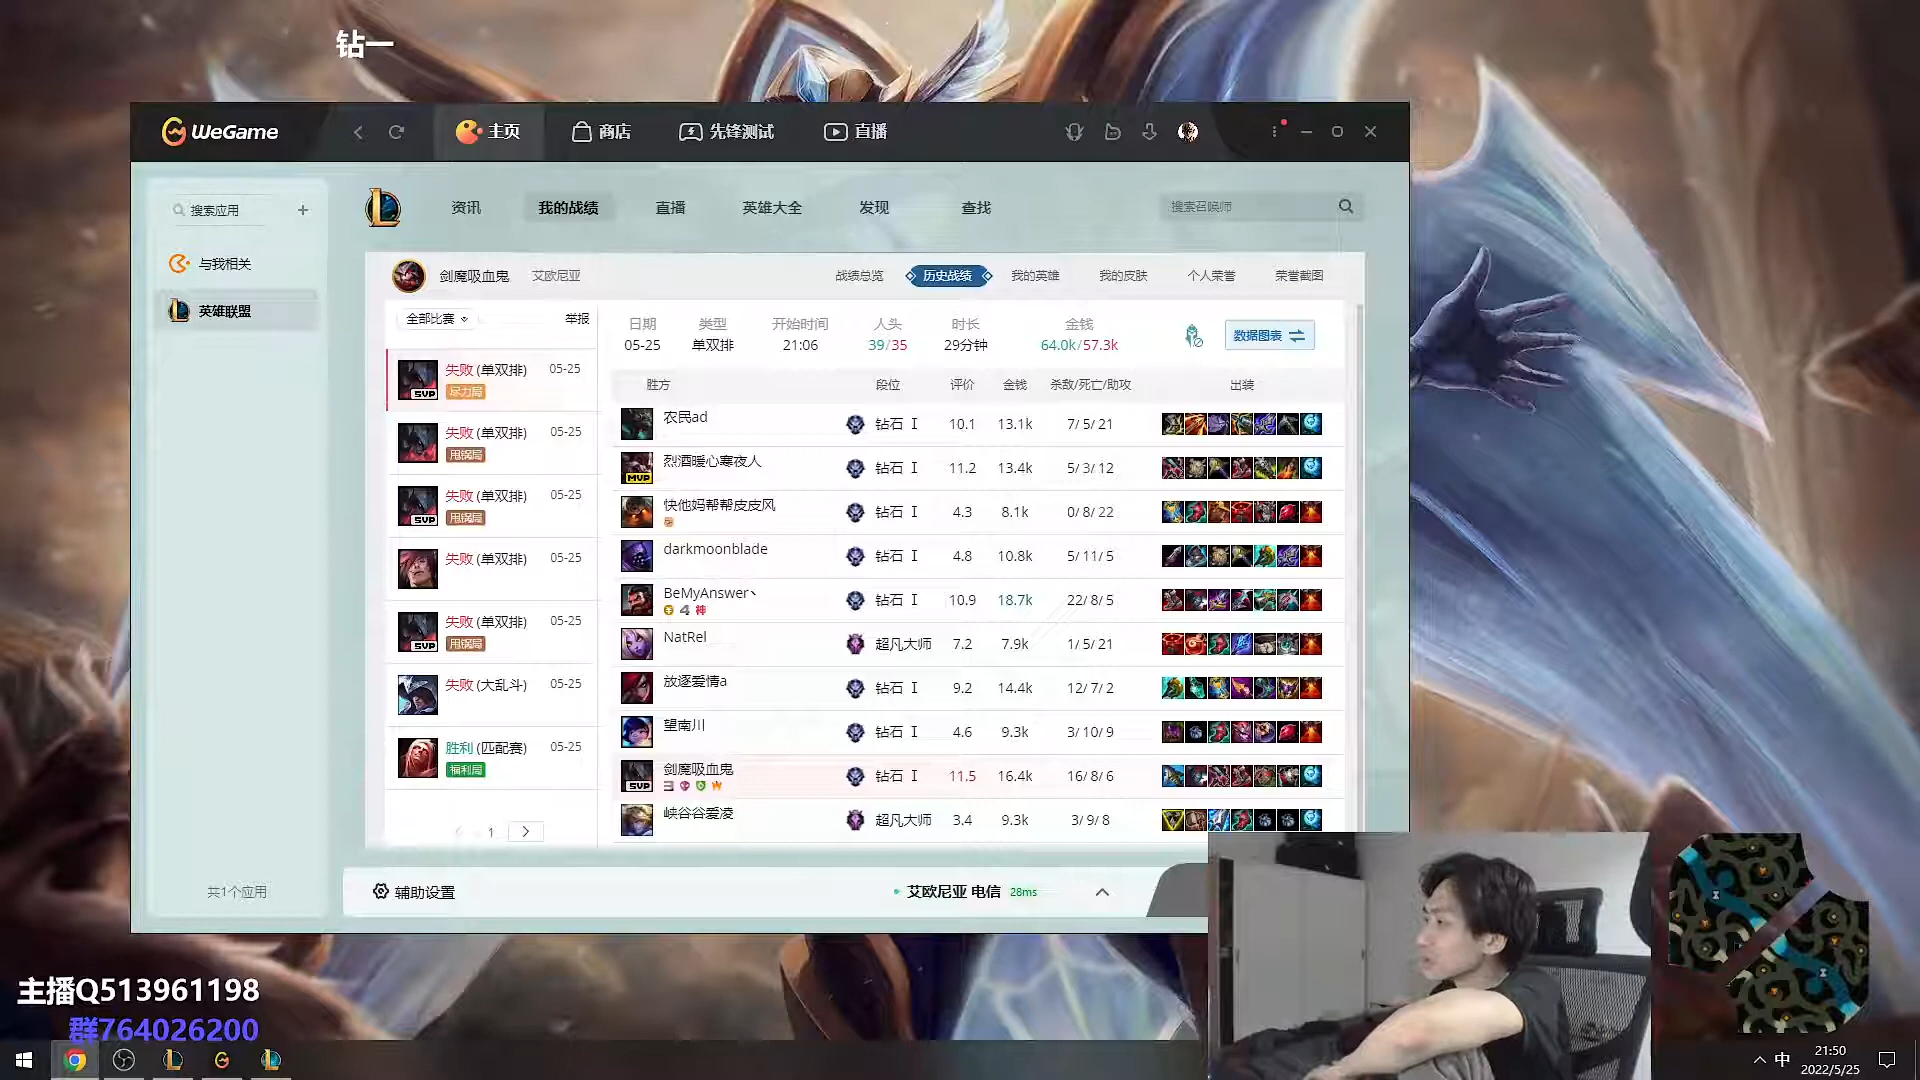 钻一
WeGame
主页
商店
先锋测试
直播
搜索应用
与我相关
英雄联盟
共1个应用
资讯
我的战绩
直播
英雄大全
发现
查找
搜索召唤师
剑魔吸血鬼
艾欧尼亚
战绩总览
历史战绩
我的英雄
我的皮肤
个人荣誉
荣誉截图
全部比赛
举报
失败 (单双排) 05-25
SVP
尽力局
失败 (单双排) 05-25
甩锅局
失败 (单双排) 05-25
SVP
甩锅局
失败 (单双排) 05-25
失败 (单双排) 05-25
SVP
甩锅局
失败 (大乱斗) 05-25
胜利 (匹配赛) 05-25
福利局
1
日期 类型 开始时间 人头 时长 金钱
05-25 单双排 21:06 39/35 29分钟 64.0k/57.3k
数据图表
胜方 段位 评价 金钱 杀敌/死亡/助攻 出装
农民ad 钻石 I 10.1 13.1k 7/ 5/ 21
烈酒暖心寒夜人 钻石 I 11.2 13.4k 5/ 3/ 12
MVP
快他妈帮帮皮皮风 钻石 I 4.3 8.1k 0/ 8/ 22
darkmoonblade 钻石 I 4.8 10.8k 5/ 11/ 5
BeMyAnswer丶 钻石 I 10.9 18.7k 22/ 8/ 5
4 神
NatRel 超凡大师 7.2 7.9k 1/ 5/ 21
放逐爱情a 钻石 I 9.2 14.4k 12/ 7/ 2
望南川 钻石 I 4.6 9.3k 3/ 10/ 9
剑魔吸血鬼 钻石 I 11.5 16.4k 16/ 8/ 6
SVP
峡谷谷爱凌 超凡大师 3.4 9.3k 3/ 9/ 8
辅助设置
艾欧尼亚 电信 28ms
主播Q513961198
群764026200
中
21:50
2022/5/25